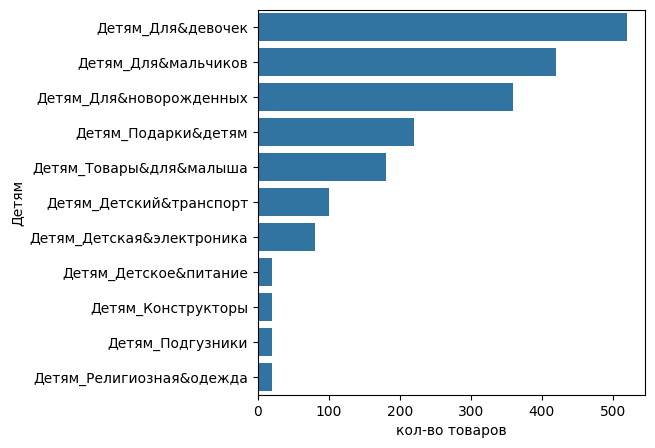 Детям_Для&девочек
Детям_Для&мальчиков
Детям_Для&новорожденных
Детям_Подарки&детям
Детям_Товары&для&малыша
Детям_Детский&транспорт
Детям_Детская&электроника
Детям_Детское&питание
Детям_Конструкторы
Детям_Подгузники
Детям_Религиозная&одежда
Детям
0 100 200 300 400 500
кол-во товаров